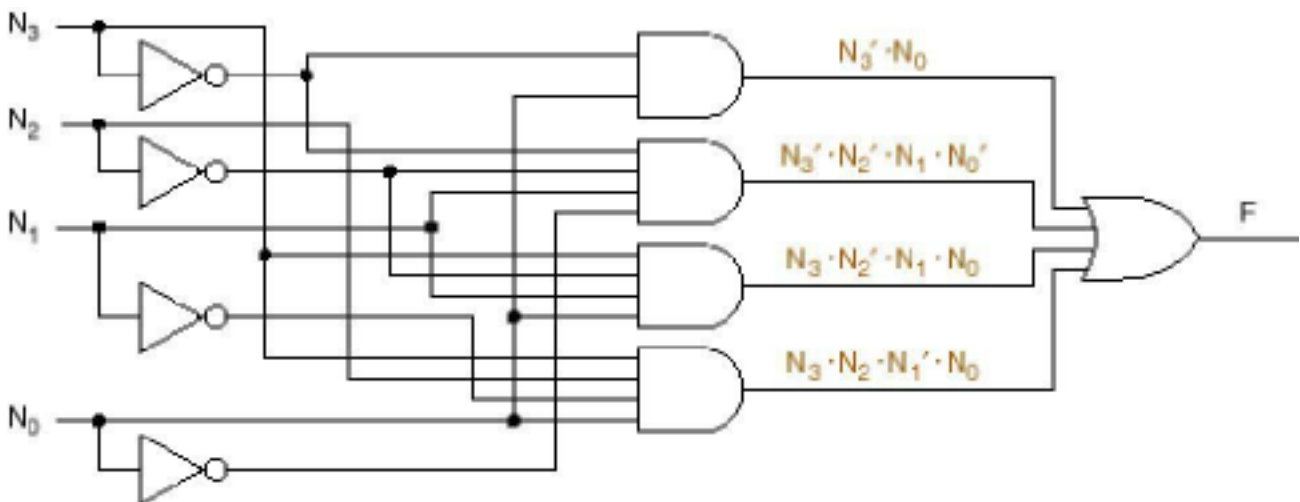 N₃
N₃′ · N₀
N₂
N₃′ · N₂′ · N₁ · N₀′
F
N₁
N₃ · N₂′ · N₁ · N₀
N₃ · N₂ · N₁′ · N₀
N₀